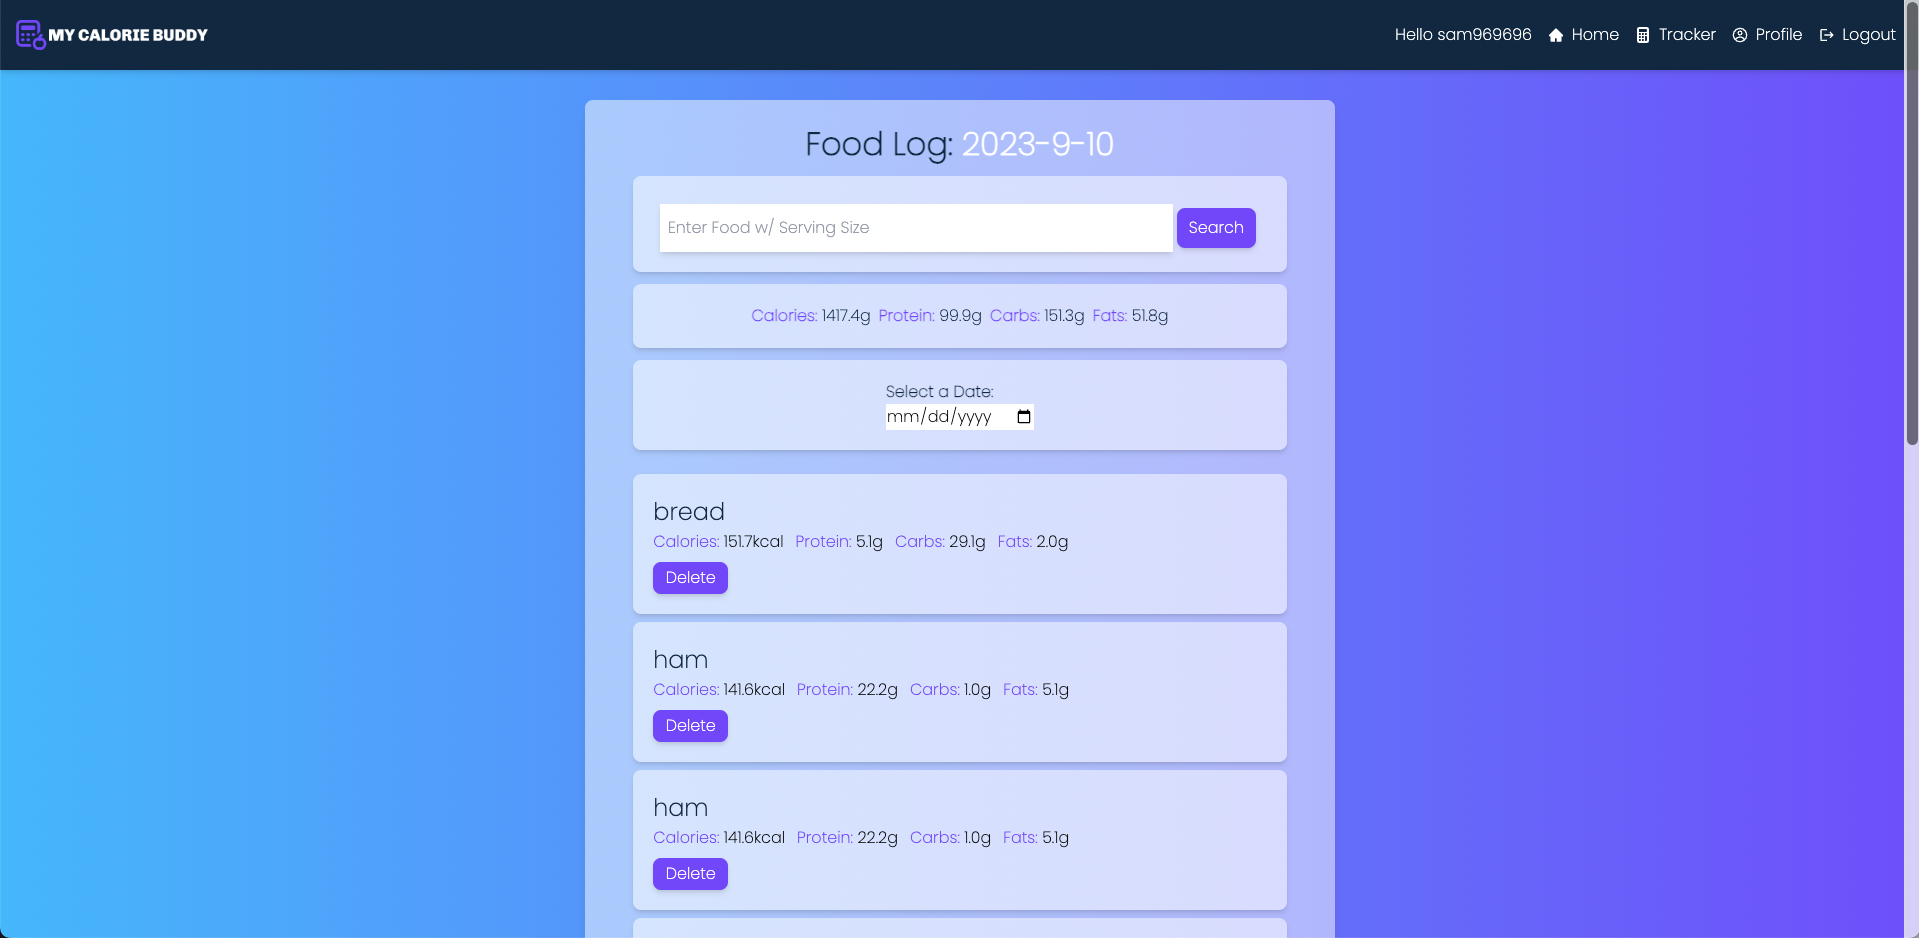 MY CALORIE BUDDY
Hello sam969696 Home Tracker Profile Logout
Food Log: 2023-9-10
Enter Food w/ Serving Size Search
Calories: 1417.4g Protein: 99.9g Carbs: 151.3g Fats: 51.8g
Select a Date:
mm/dd/yyyy
bread
Calories: 151.7kcal Protein: 5.1g Carbs: 29.1g Fats: 2.0g
Delete
ham
Calories: 141.6kcal Protein: 22.2g Carbs: 1.0g Fats: 5.1g
Delete
ham
Calories: 141.6kcal Protein: 22.2g Carbs: 1.0g Fats: 5.1g
Delete